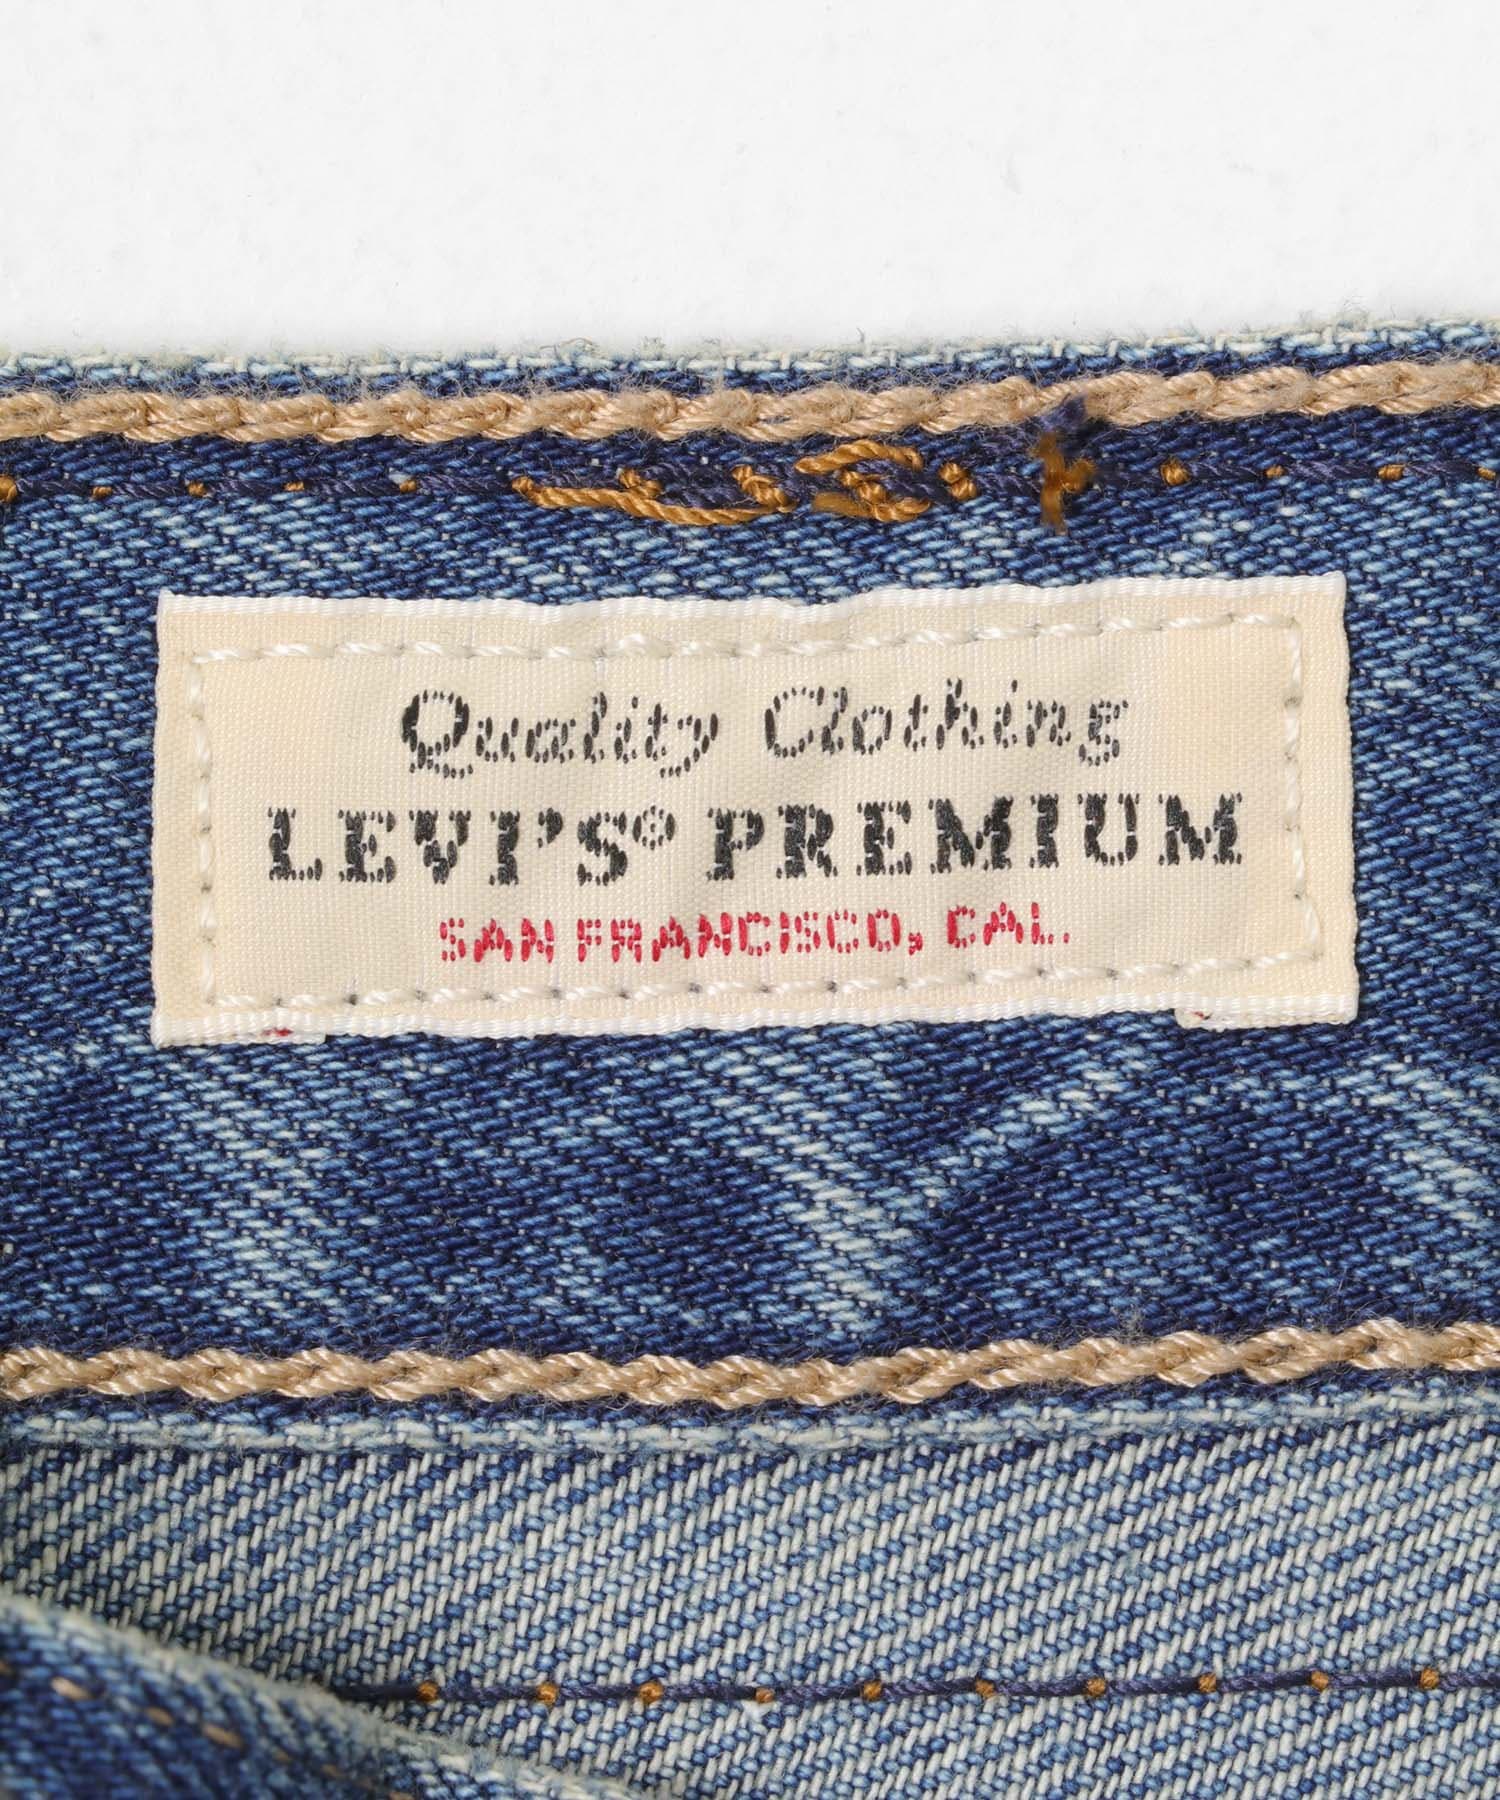 Quality Clothing
LEVI'S® PREMIUM
SAN FRANCISCO, CAL.